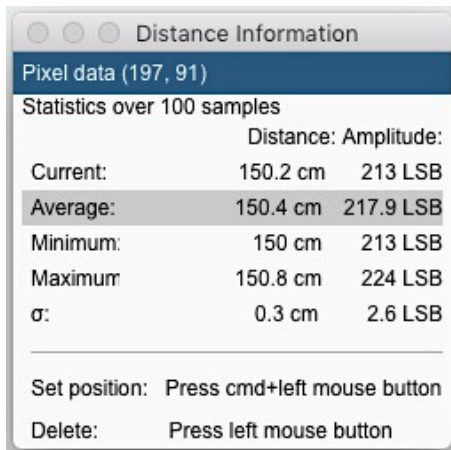 Distance Information
Pixel data (197, 91)
Statistics over 100 samples
Distance: Amplitude:
Current: 150.2 cm 213 LSB
Average: 150.4 cm 217.9 LSB
Minimum: 150 cm 213 LSB
Maximum 150.8 cm 224 LSB
σ: 0.3 cm 2.6 LSB
Set position: Press cmd+left mouse button
Delete: Press left mouse button